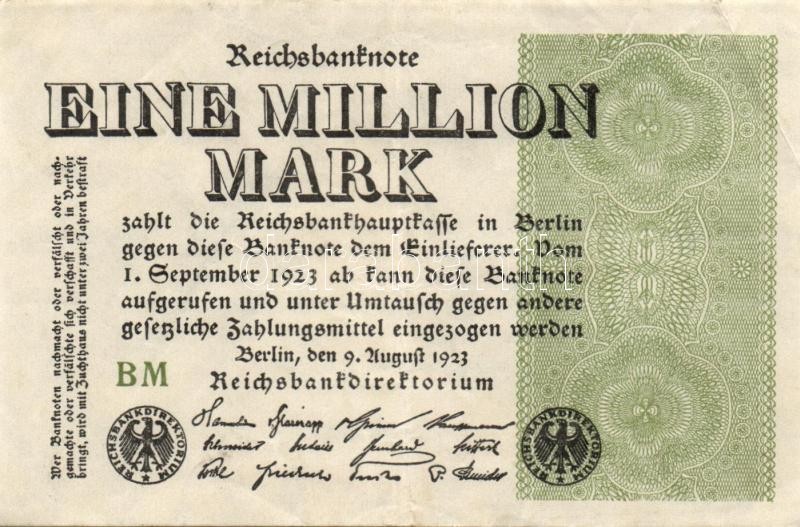 Reichsbanknote
EINE MILLION
MARK
zahlt die Reichsbankhauptkasse in Berlin
gegen diese Banknote dem Einlieferer. Vom
1. September 1923 ab kann diese Banknote
aufgerufen und unter Umtausch gegen andere
gesetzliche Zahlungsmittel eingezogen werden
Berlin, den 9. August 1923
Reichsbankdirektorium
BM
Wer Banknoten nachmacht oder verfälscht oder nach-
gemachte oder verfälschte sich verschafft und in Verkehr
bringt, wird mit Zuchthaus nicht unter zwei Jahren bestraft
REICHSBANKDIREKTORIUM
REICHSBANKDIREKTORIUM